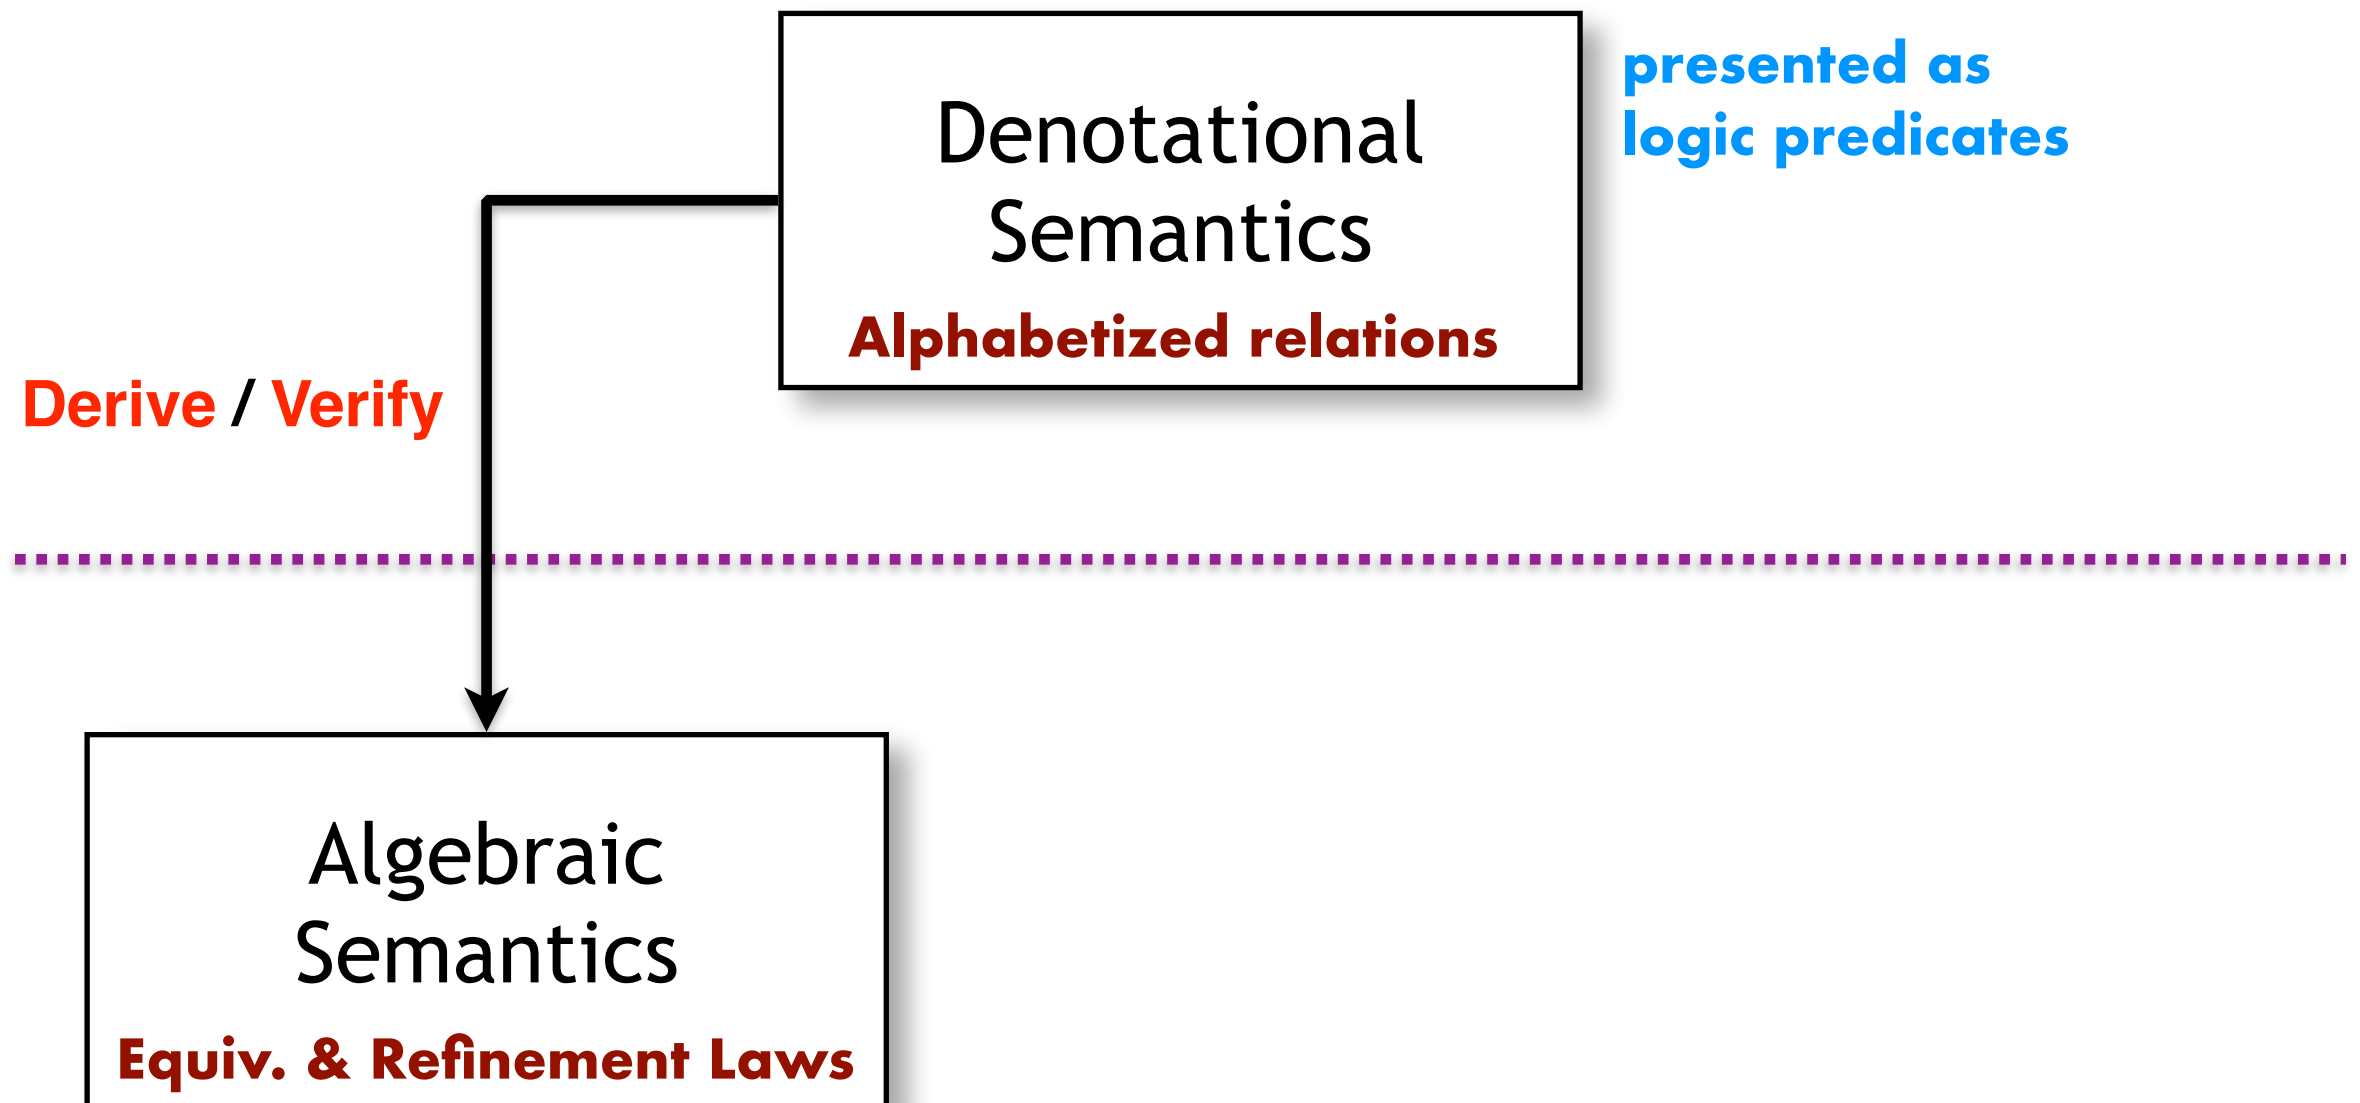 presented as
logic predicates
Denotational
Semantics
Alphabetized relations
Derive / Verify
Algebraic
Semantics
Equiv. & Refinement Laws